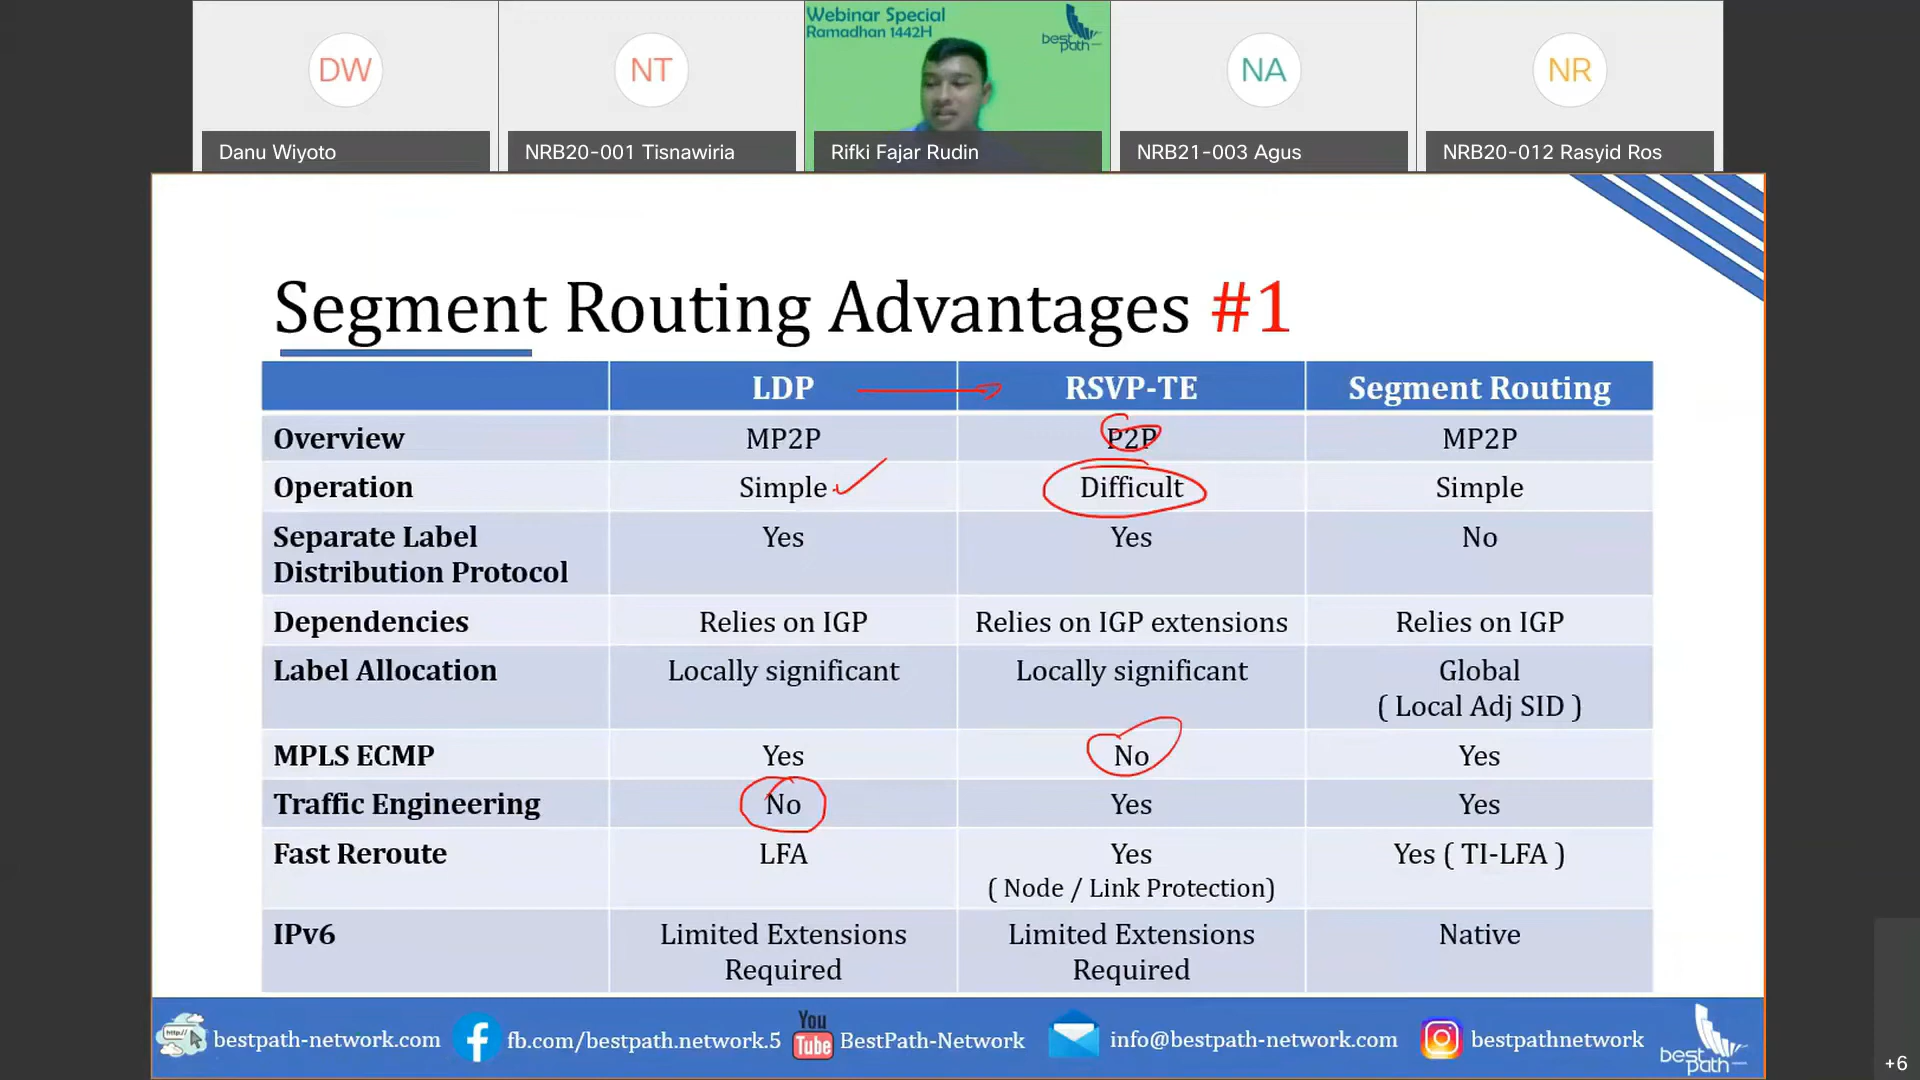 DW
NT
Webinar Special
Ramadhan 1442H
best
path
NA
NR
Danu Wiyoto
NRB20-001 Tisnawiria
Rifki Fajar Rudin
NRB21-003 Agus
NRB20-012 Rasyid Ros
Segment Routing Advantages #1
LDP RSVP-TE Segment Routing
Overview MP2P P2P MP2P
Operation Simple Difficult Simple
Separate Label Distribution Protocol Yes Yes No
Dependencies Relies on IGP Relies on IGP extensions Relies on IGP
Label Allocation Locally significant Locally significant Global
( Local Adj SID )
MPLS ECMP Yes No Yes
Traffic Engineering No Yes Yes
Fast Reroute LFA Yes Yes ( TI-LFA )
( Node / Link Protection)
IPv6 Limited Extensions Limited Extensions Native
Required Required
http://
bestpath-network.com
fb.com/bestpath.network.5
You
Tube
BestPath-Network
info@bestpath-network.com
bestpathnetwork
best
path
+6